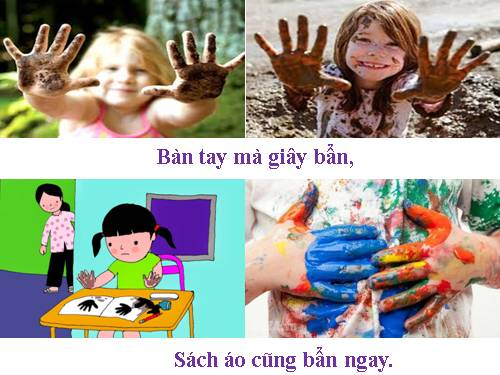 Bàn tay mà giây bẩn,
Sách áo cũng bẩn ngay.